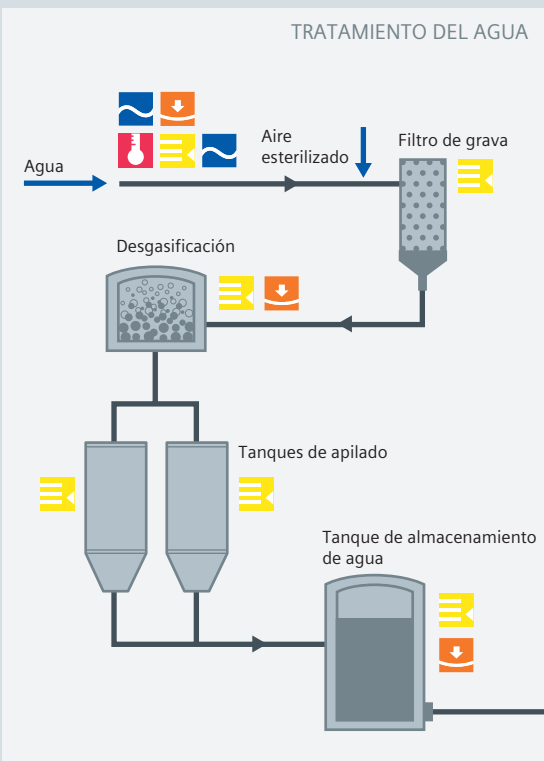 TRATAMIENTO DEL AGUA
Agua
Aire
esterilizado
Filtro de grava
Desgasificación
Tanques de apilado
Tanque de almacenamiento
de agua